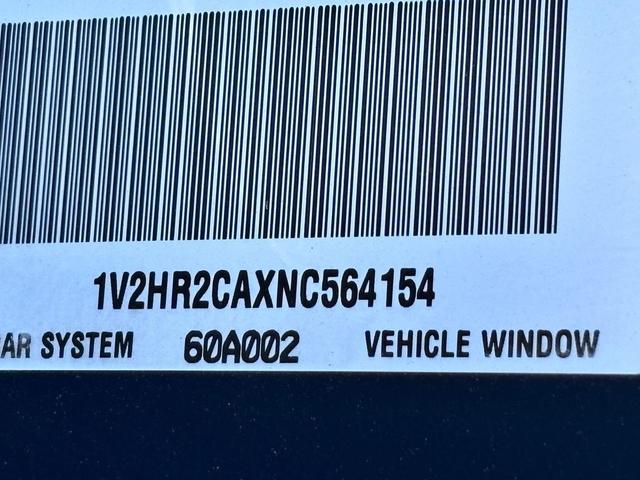 1V2HR2CAXNC564154
AR SYSTEM 60A002 VEHICLE WINDOW